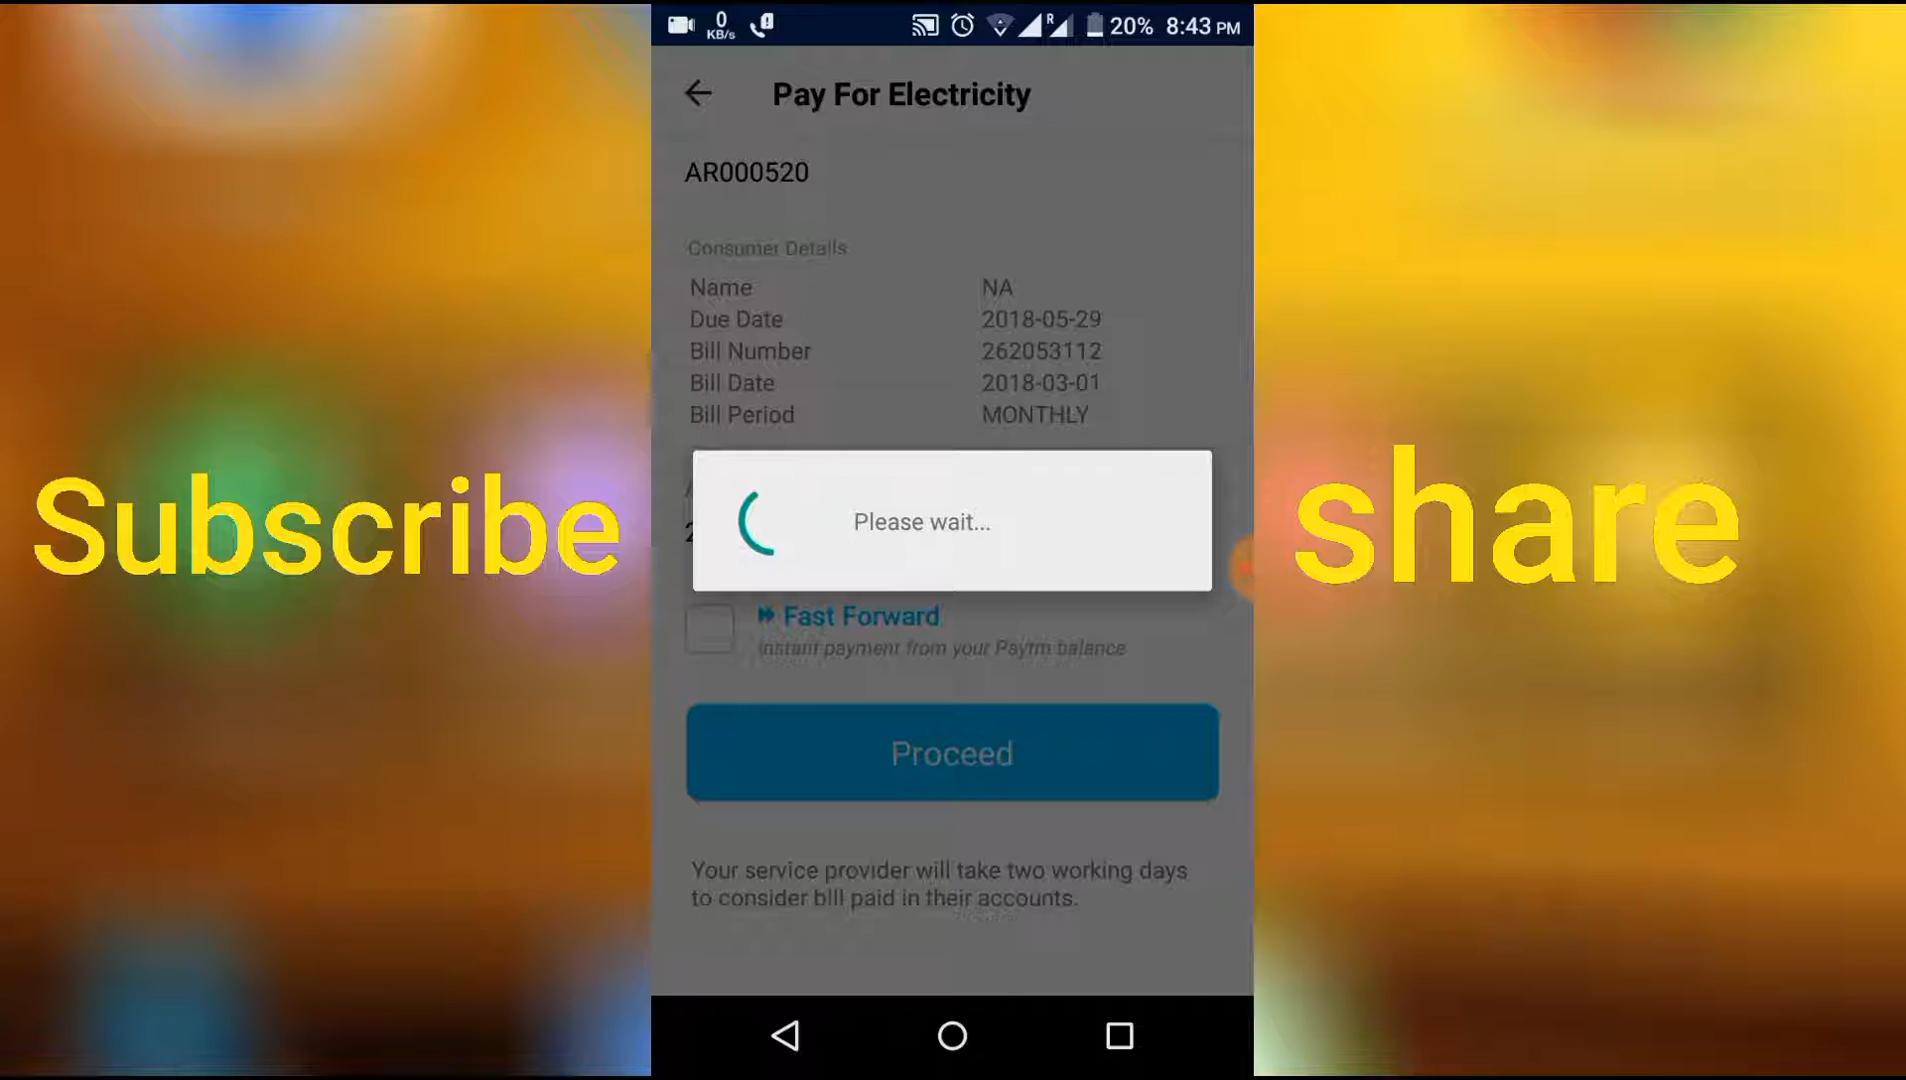 0 KB/s R 20% 8:43 PM
Pay For Electricity
AR000520
Consumer Details
Name NA
Due Date 2018-05-29
Bill Number 262053112
Bill Date 2018-03-01
Bill Period MONTHLY
Please wait...
Subscribe
share
Fast Forward
Instant payment from your Paytm balance
Proceed
Your service provider will take two working days
to consider bill paid in their accounts.